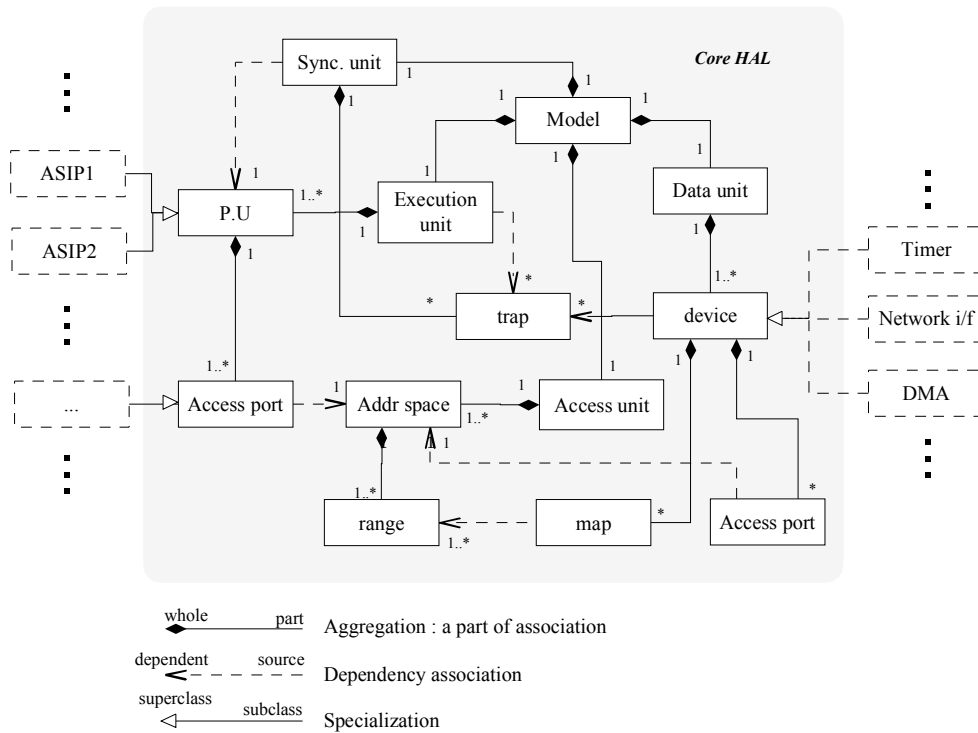 Core HAL
Sync. unit
1
1
1
1
1
Model
1
1
1
1
ASIP1
ASIP2
1
P.U
1
1..*
1
Execution
unit
Data unit
1
*
*
1..*
trap
*
device
1
1
Timer
Network i/f
DMA
...
1..*
Access port
1
Addr space
1..*
1
1
Access unit
1
1
1
1..*
range
1..*
map
*
*
Access port
whole
part
Aggregation : a part of association
dependent
source
Dependency association
superclass
subclass
Specialization